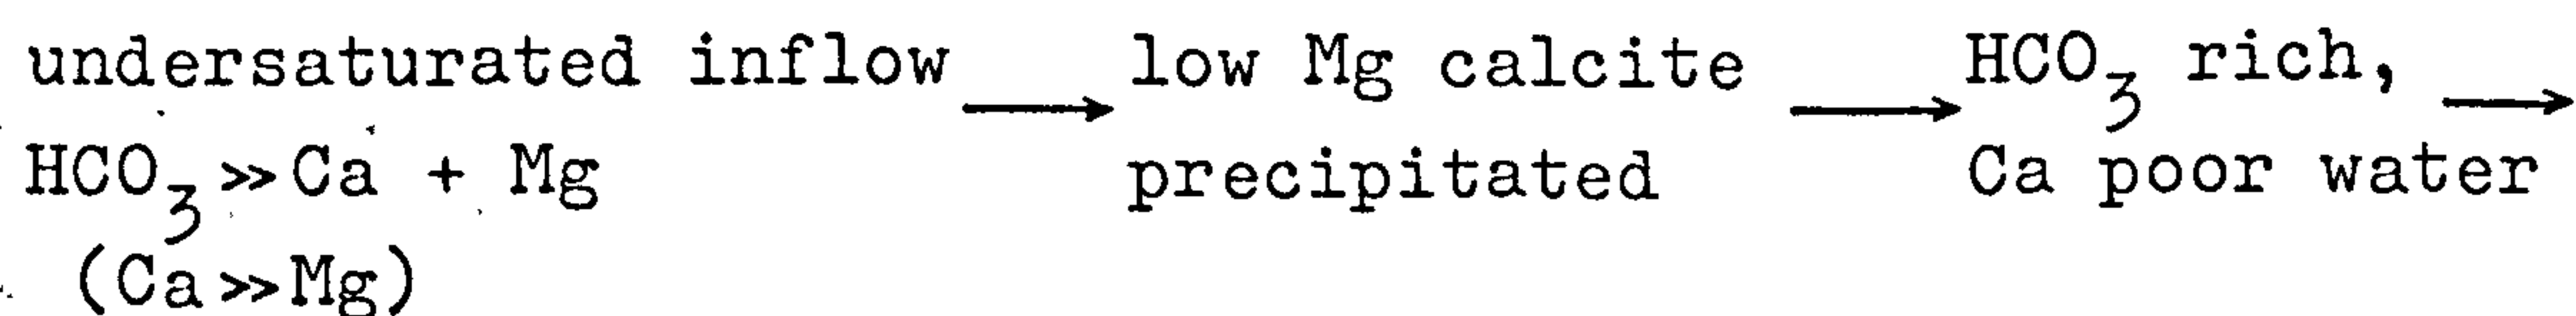 undersaturated inflow ⟶ low Mg calcite ⟶ HCO₃ rich, ⟶
HCO₃ ≫ Ca + Mg precipitated Ca poor water
(Ca ≫ Mg)